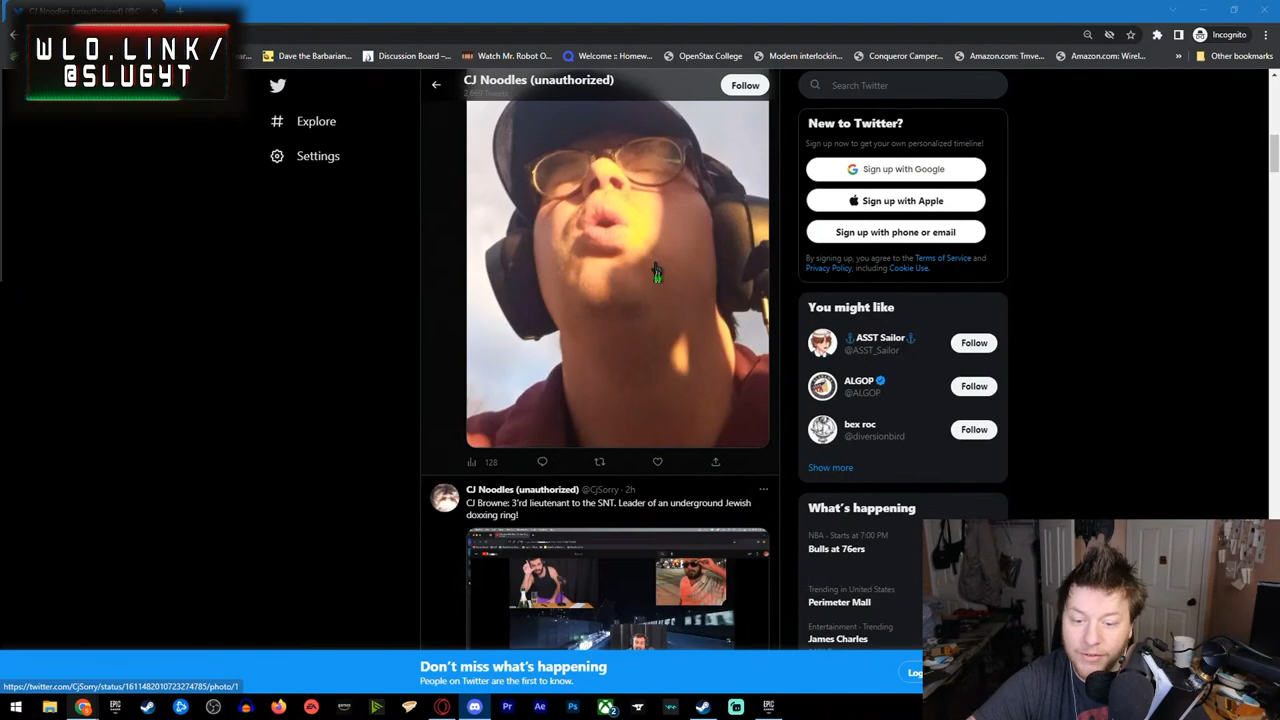 WLO.LINK/
@SLUGYT
Dave the Barbarian...
Discussion Board –...
Watch Mr. Robot O...
Welcome :: Homew...
OpenStax College
Modern interlockin...
Conqueror Camper...
Amazon.com: Tmve...
Amazon.com: Wirel...
»
Other bookmarks
Incognito
Explore
Settings
CJ Noodles (unauthorized)
2,669 Tweets
Follow
128
CJ Noodles (unauthorized) @CjSorry · 2h
CJ Browne: 3'rd lieutenant to the SNT. Leader of an underground Jewish
doxxing ring!
Search Twitter
New to Twitter?
Sign up now to get your own personalized timeline!
Sign up with Google
Sign up with Apple
Sign up with phone or email
By signing up, you agree to the Terms of Service and
Privacy Policy, including Cookie Use.
You might like
ASST Sailor
@ASST_Sailor
Follow
ALGOP
@ALGOP
Follow
bex roc
@diversionbird
Follow
Show more
What's happening
NBA · Starts at 7:00 PM
Bulls at 76ers
Trending in United States
Perimeter Mall
Entertainment · Trending
James Charles
Don't miss what's happening
People on Twitter are the first to know.
Log
https://twitter.com/CjSorry/status/1611482010723274785/photo/1